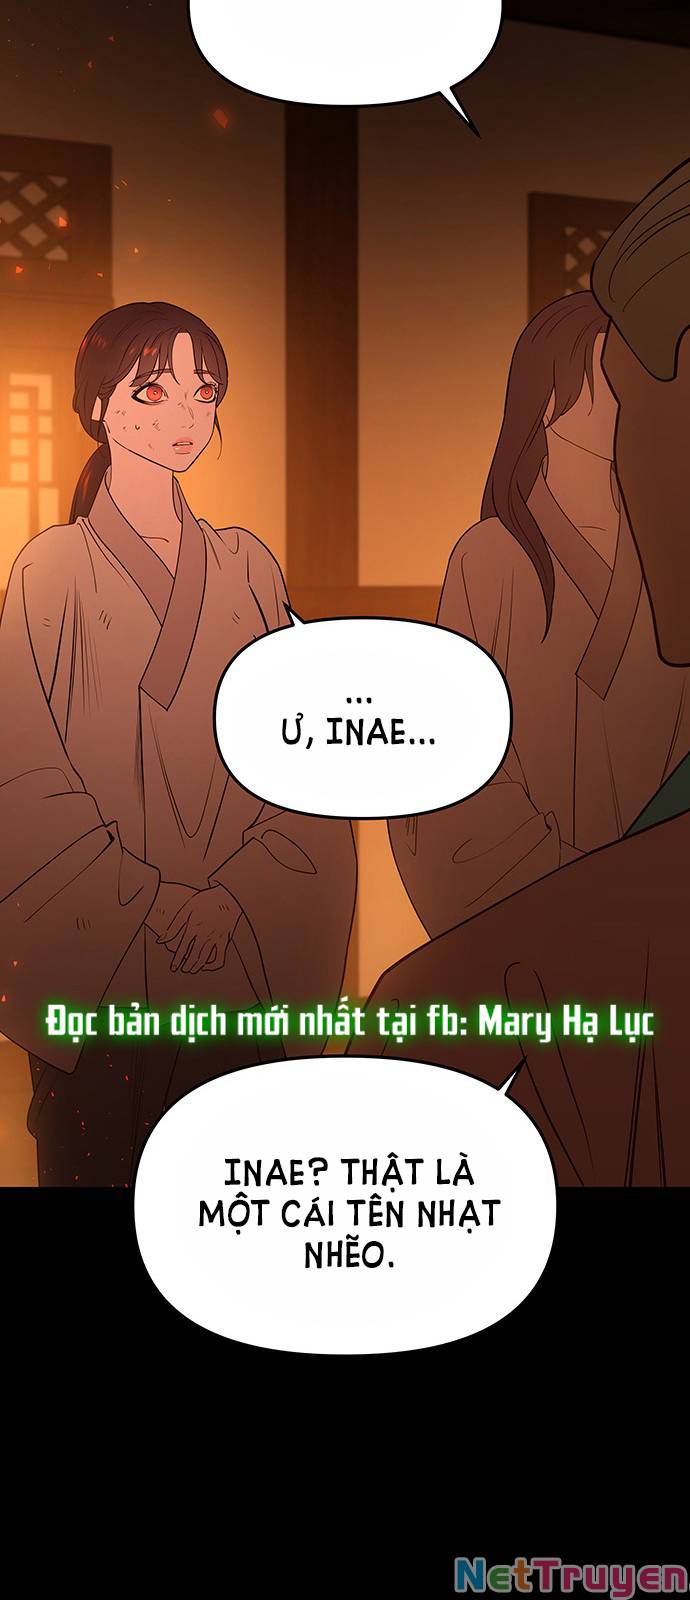 ...
Ư, INAE...
Đọc bản dịch mới nhất tại fb: Mary Hạ Lục
INAE? THẬT LÀ
MỘT CÁI TÊN NHẠT
NHẼO.
NetTruyen